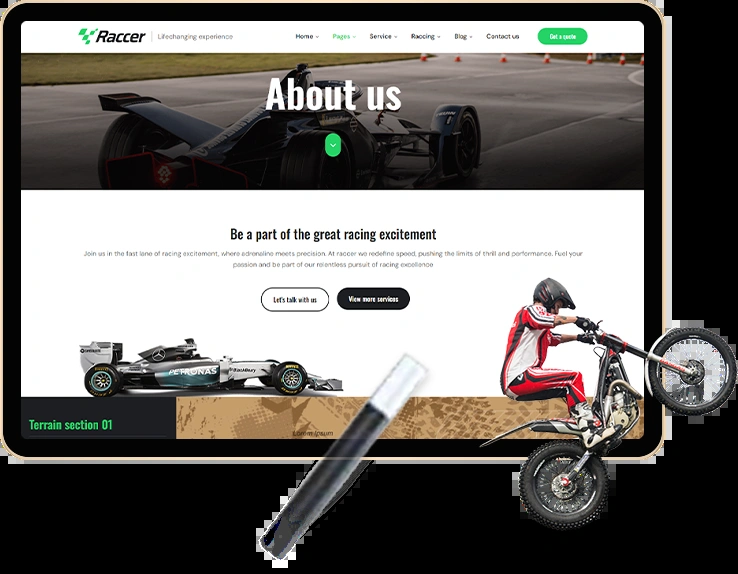 Raccer
Lifechanging experience
Home
Pages
Service
Raccing
Blog
Contact us
Get a quote
About us
Be a part of the great racing excitement
Join us in the fast lane of racing excitement, where adrenaline meets precision. At raccer we redefine speed, pushing the limits of thrill and performance. Fuel your
passion and be part of our relentless pursuit of racing excellence
Let's talk with us
View more services
PETRONAS
BlackBerry
Terrain section 01
Lorem Ipsum